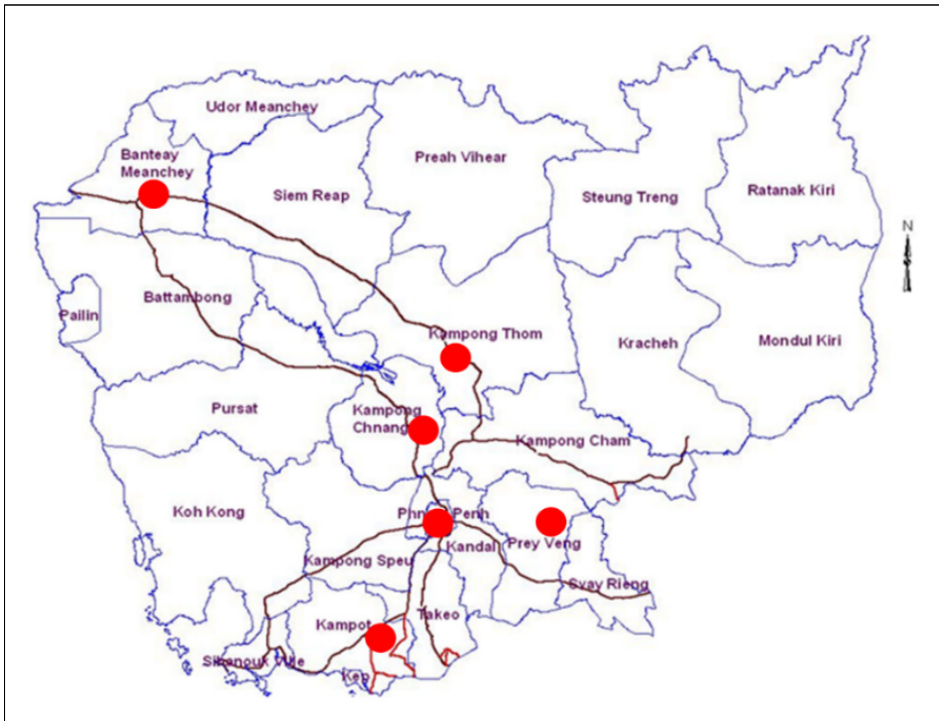 Udor Meanchey
Banteay
Meanchey
Preah Vihear
Siem Reap
Steung Treng
Ratanak Kiri
N
Battambong
Pailin
Kampong Thom
Kracheh
Mondul Kiri
Pursat
Kampong
Chnang
Kampong Cham
Koh Kong
Phn Penh
Kandal
Prey Veng
Kampong Speu
Svay Rieng
Takeo
Kampot
Sihanouk Ville
Kep